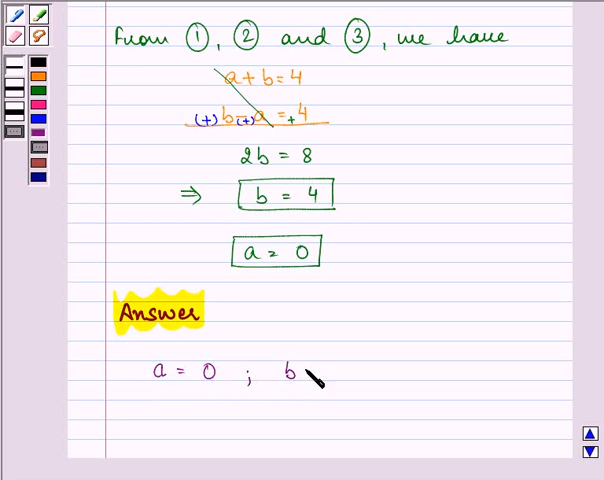 From ①, ② and ③, we have
a + b = 4
(+) b - (+) a = + 4
2b = 8
⇒ b = 4
a = 0
Answer
a = 0 ; b